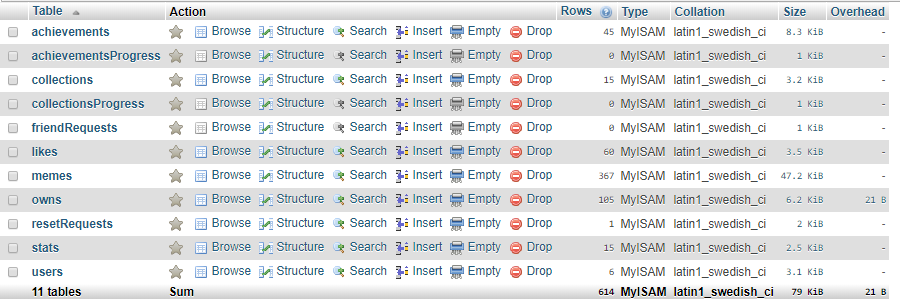 Table Action Rows Type Collation Size Overhead
achievements Browse Structure Search Insert Empty Drop 45 MyISAM latin1_swedish_ci 8.3 KiB -
achievementsProgress Browse Structure Search Insert Empty Drop 0 MyISAM latin1_swedish_ci 1 KiB -
collections Browse Structure Search Insert Empty Drop 15 MyISAM latin1_swedish_ci 3.2 KiB -
collectionsProgress Browse Structure Search Insert Empty Drop 0 MyISAM latin1_swedish_ci 1 KiB -
friendRequests Browse Structure Search Insert Empty Drop 0 MyISAM latin1_swedish_ci 1 KiB -
likes Browse Structure Search Insert Empty Drop 60 MyISAM latin1_swedish_ci 3.5 KiB -
memes Browse Structure Search Insert Empty Drop 367 MyISAM latin1_swedish_ci 47.2 KiB -
owns Browse Structure Search Insert Empty Drop 105 MyISAM latin1_swedish_ci 6.2 KiB 21 B
resetRequests Browse Structure Search Insert Empty Drop 1 MyISAM latin1_swedish_ci 2 KiB -
stats Browse Structure Search Insert Empty Drop 15 MyISAM latin1_swedish_ci 2.5 KiB -
users Browse Structure Search Insert Empty Drop 6 MyISAM latin1_swedish_ci 3.1 KiB -
11 tables Sum 614 MyISAM latin1_swedish_ci 79 KiB 21 B